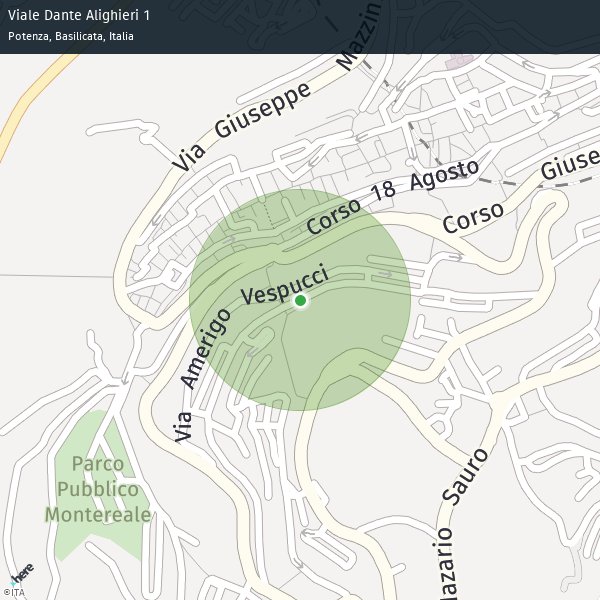 Viale Dante Alighieri 1
Potenza, Basilicata, Italia
Via Giuseppe Mazzin
Corso 18 Agosto
Corso Giuse
Via Amerigo Vespucci
Parco
Pubblico
Montereale
Nazario Sauro
here
©ITA